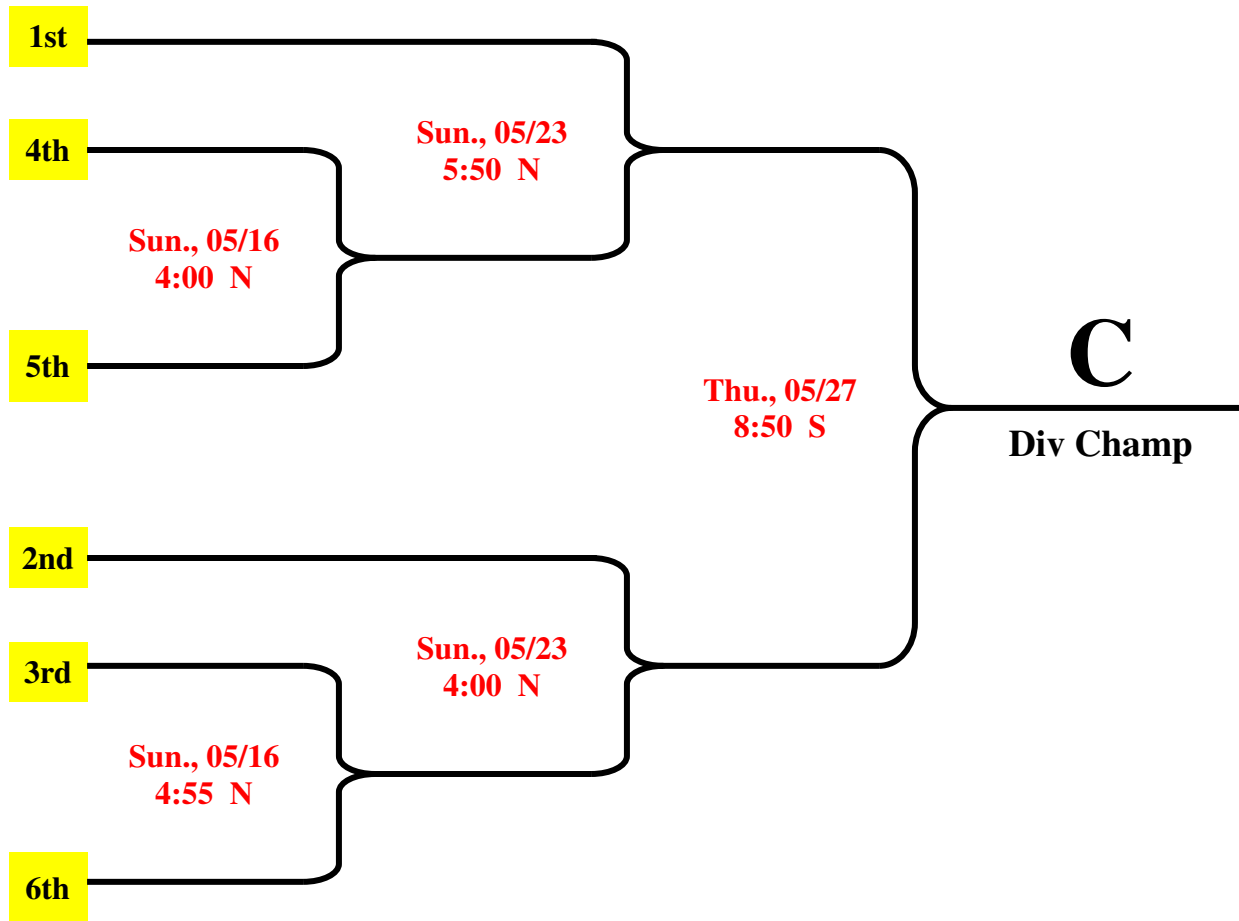 1st
4th
Sun., 05/23
5:50 N
Sun., 05/16
4:00 N
5th
C
Thu., 05/27
8:50 S
Div Champ
2nd
3rd
Sun., 05/23
4:00 N
Sun., 05/16
4:55 N
6th